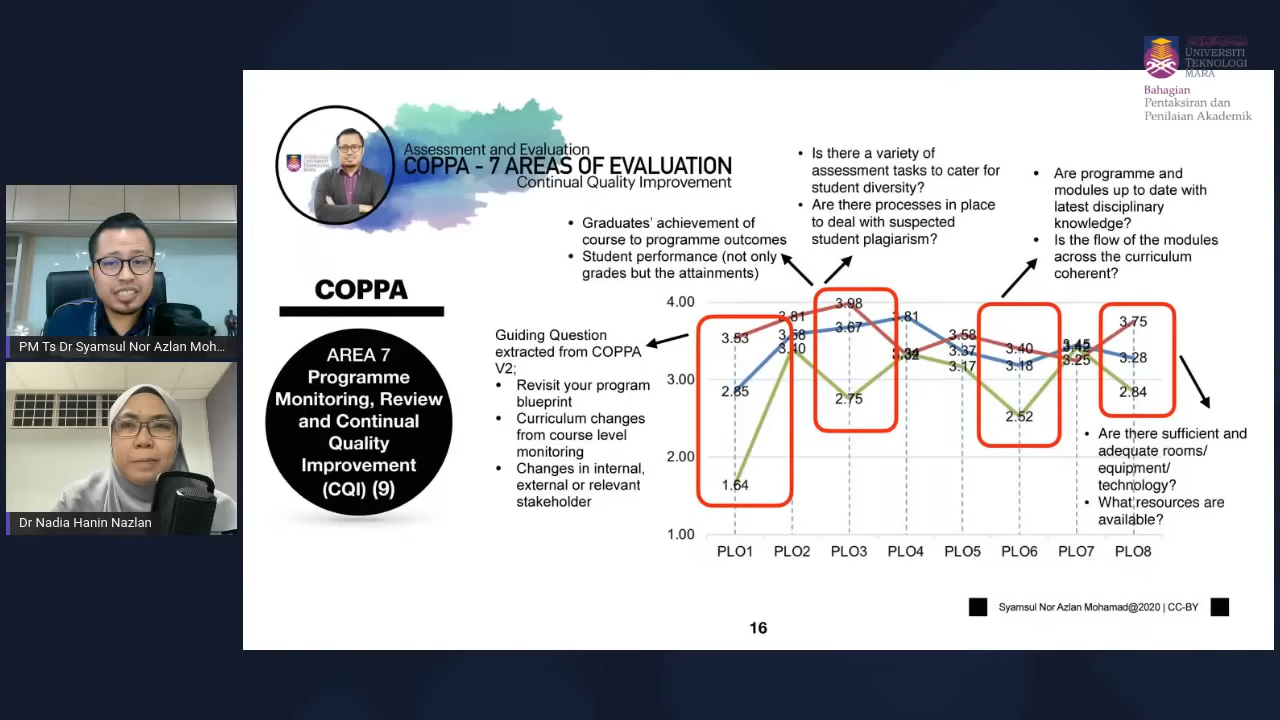 UNIVERSITI
TEKNOLOGI
MARA
Bahagian
Pentaksiran dan
Penilaian Akademik
Assessment and Evaluation
COPPA - 7 AREAS OF EVALUATION
Continual Quality Improvement
• Is there a variety of
assessment tasks to cater for
student diversity?
• Are there processes in place
to deal with suspected
student plagiarism?
• Are programme and
modules up to date with
latest disciplinary
knowledge?
• Is the flow of the modules
across the curriculum
coherent?
• Graduates' achievement of
course to programme outcomes
• Student performance (not only
grades but the attainments)
COPPA
AREA 7
Programme
Monitoring, Review
and Continual
Quality
Improvement
(CQI) (9)
Guiding Question
extracted from COPPA
V2;
• Revisit your program
blueprint
• Curriculum changes
from course level
monitoring
• Changes in internal,
external or relevant
stakeholder
4.00
3.00
2.00
1.00
3.53
2.85
1.64
3.81
3.58
3.40
3.98
3.67
2.75
3.81
3.58
3.37
3.17
3.40
3.18
2.52
3.45
3.25
3.75
3.28
2.84
PLO1 PLO2 PLO3 PLO4 PLO5 PLO6 PLO7 PLO8
• Are there sufficient and
adequate rooms/
equipment/
technology?
• What resources are
available?
Syamsul Nor Azlan Mohamad@2020 | CC-BY
16
PM Ts Dr Syamsul Nor Azlan Moh...
Dr Nadia Hanin Nazlan